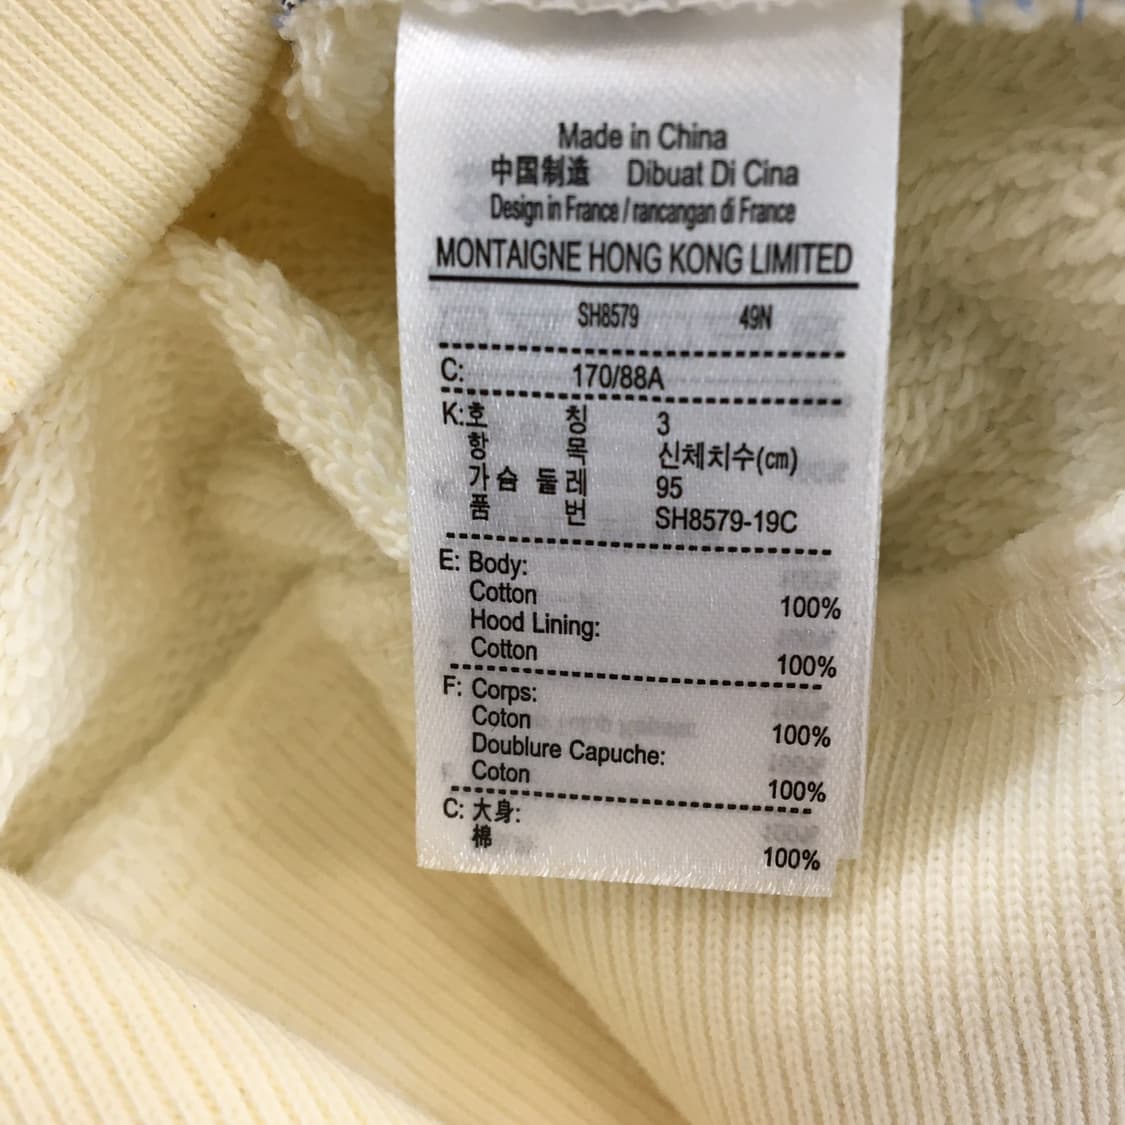 Made in China
中国制造 Dibuat Di Cina
Design in France / rancangan di France
MONTAIGNE HONG KONG LIMITED
SH8579 49N
C: 170/88A
K:호 칭 3
항 목 신체치수(cm)
가슴 둘레 95
품 번 SH8579-19C
E: Body:
Cotton 100%
Hood Lining:
Cotton 100%
F: Corps:
Coton 100%
Doublure Capuche:
Coton 100%
C: 大身:
棉 100%